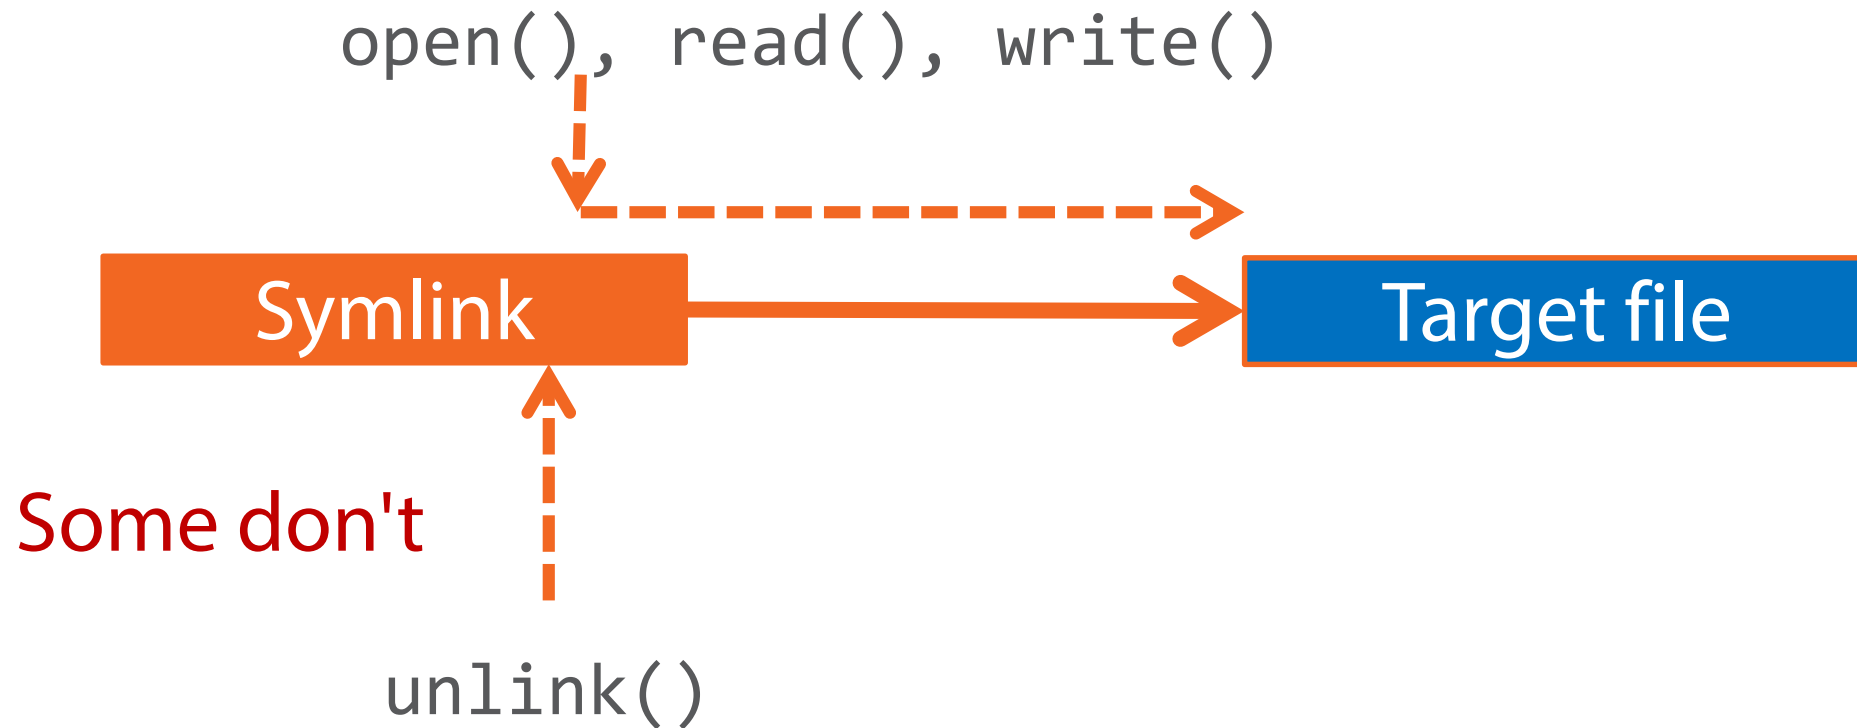 open(), read(), write()
Symlink
Target file
Some don't
unlink()